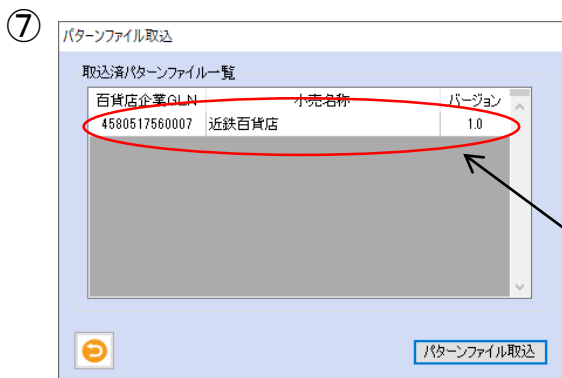 ⑦
パターンファイル取込
取込済パターンファイル一覧
百貨店企業GLN 小売名称 バージョン
4580517560007 近鉄百貨店 1.0
パターンファイル取込